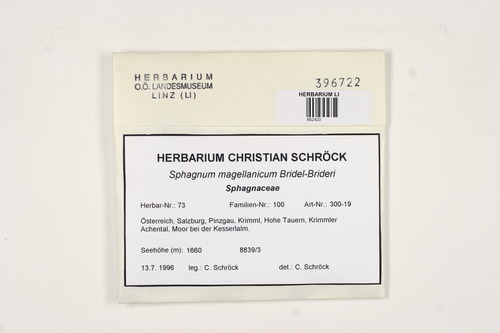 HERBARIUM
O.Ö. LANDESMUSEUM
LINZ (LI)
396722
HERBARIUM LI
662420
HERBARIUM CHRISTIAN SCHRÖCK
Sphagnum magellanicum Bridel-Brideri
Sphagnaceae
Herbar-Nr.: 73 Familien-Nr.: 100 Art-Nr.: 300-19
Österreich, Salzburg, Pinzgau, Krimml, Hohe Tauern, Krimmler
Achental, Moor bei der Kesserlalm.
Seehöhe (m): 1660 8839/3
13.7. 1996 leg.: C. Schröck det.: C. Schröck